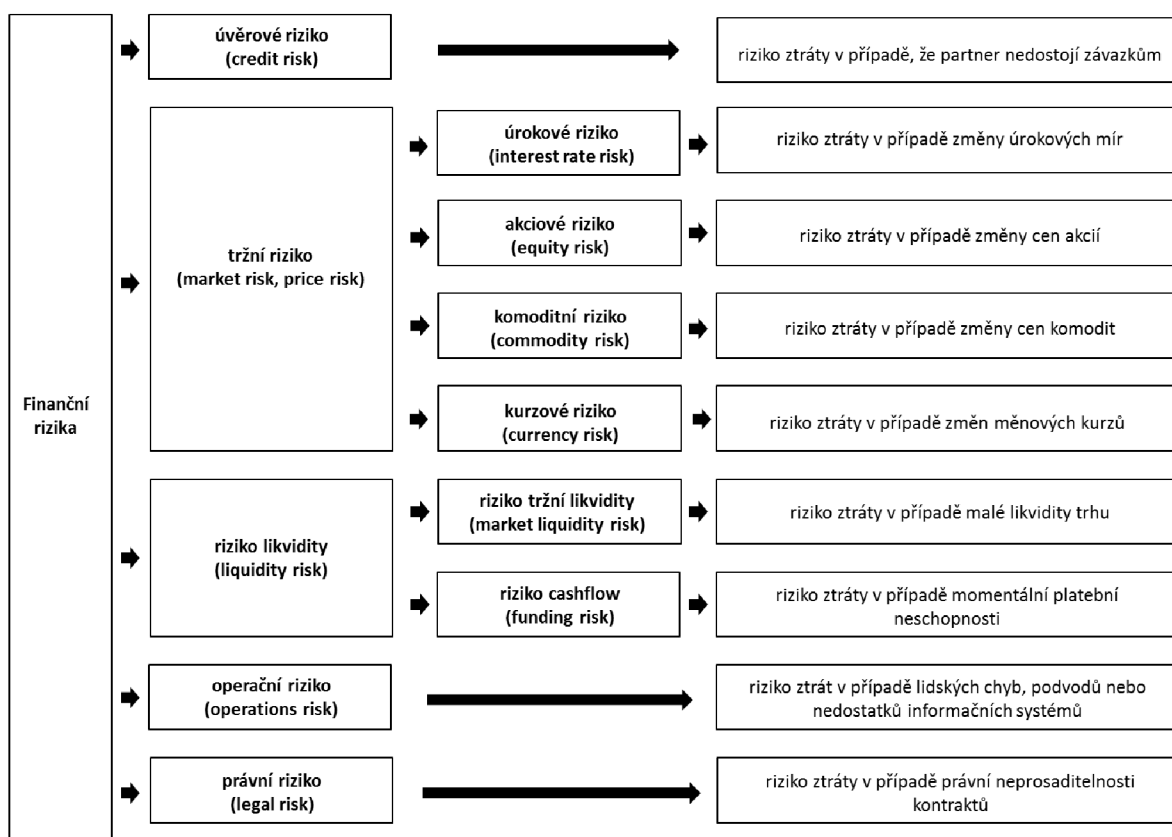 Finanční
rizika
úvěrové riziko
(credit risk)
riziko ztráty v případě, že partner nedostojí závazkům
tržní riziko
(market risk, price risk)
úrokové riziko
(interest rate risk)
riziko ztráty v případě změny úrokových mír
akciové riziko
(equity risk)
riziko ztráty v případě změny cen akcií
komoditní riziko
(commodity risk)
riziko ztráty v případě změny cen komodit
kurzové riziko
(currency risk)
riziko ztráty v případě změn měnových kurzů
riziko likvidity
(liquidity risk)
riziko tržní likvidity
(market liquidity risk)
riziko ztráty v případě malé likvidity trhu
riziko cashflow
(funding risk)
riziko ztráty v případě momentální platební
neschopnosti
operační riziko
(operations risk)
riziko ztrát v případě lidských chyb, podvodů nebo
nedostatků informačních systémů
právní riziko
(legal risk)
riziko ztráty v případě právní neprosaditelnosti
kontraktů